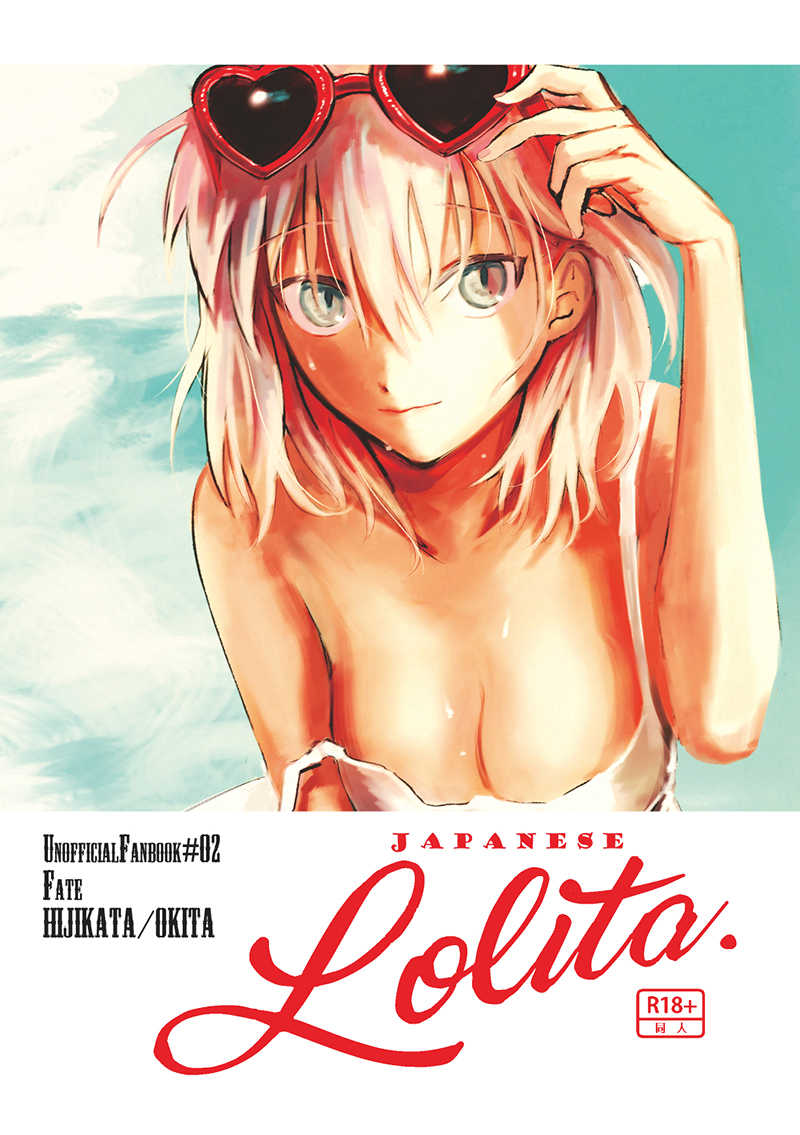 UNOFFICIALFANBOOK#02
FATE
HIJIKATA/OKITA
JAPANESE
Lolita.
R18+
同人